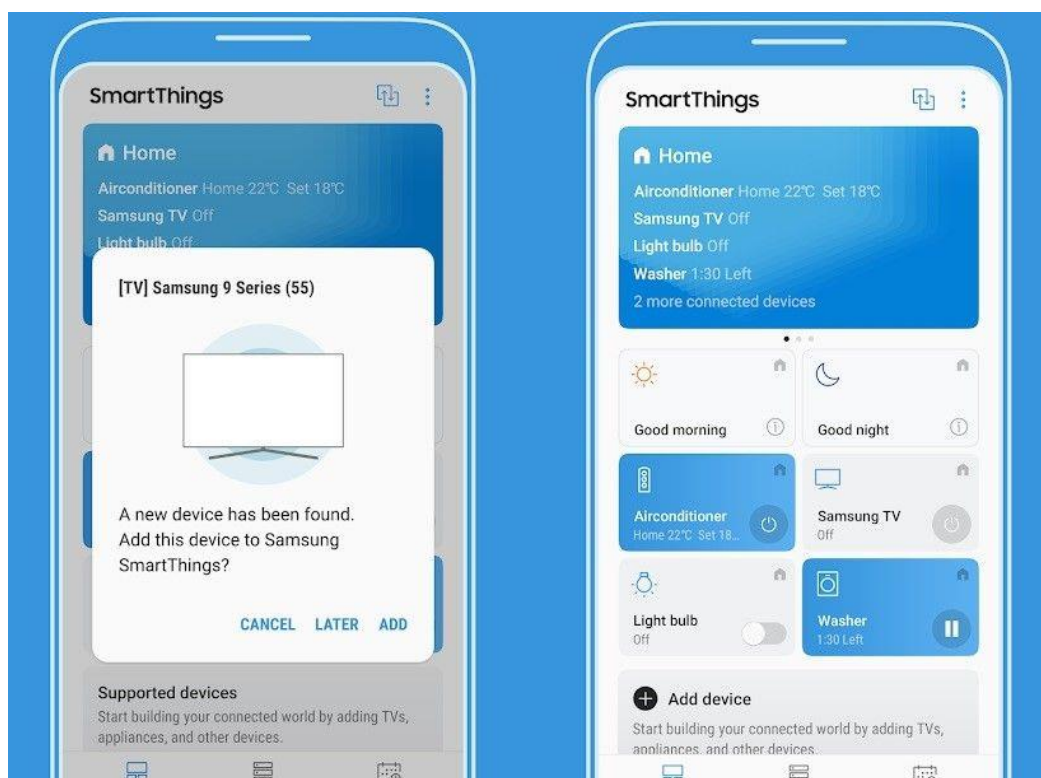 SmartThings
Home
Airconditioner Home 22°C Set 18°C
Samsung TV Off
Light bulb Off
[TV] Samsung 9 Series (55)
A new device has been found.
Add this device to Samsung
SmartThings?
CANCEL LATER ADD
Supported devices
Start building your connected world by adding TVs,
appliances, and other devices.
SmartThings
Home
Airconditioner Home 22°C Set 18°C
Samsung TV Off
Light bulb Off
Washer 1:30 Left
2 more connected devices
Good morning
Good night
Airconditioner
Home 22°C Set 18...
Samsung TV
Off
Light bulb
Off
Washer
1:30 Left
Add device
Start building your connected world by adding TVs,
appliances, and other devices.